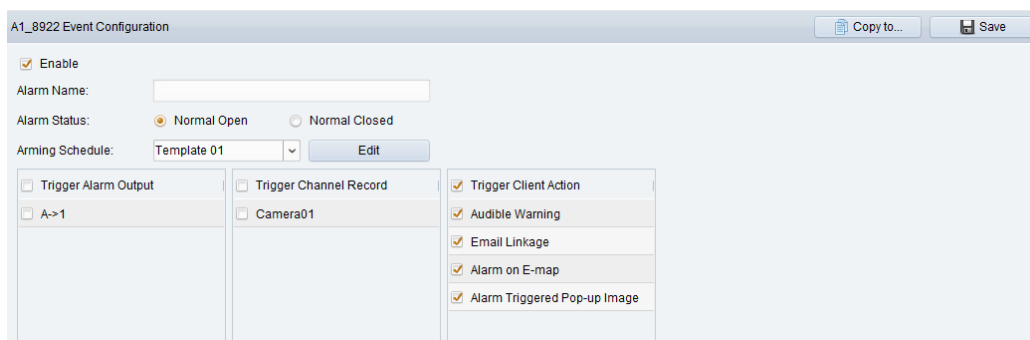 A1_8922 Event Configuration
Copy to...
Save
Enable
Alarm Name:
Alarm Status: Normal Open Normal Closed
Arming Schedule: Template 01 Edit
Trigger Alarm Output
A->1
Trigger Channel Record
Camera01
Trigger Client Action
Audible Warning
Email Linkage
Alarm on E-map
Alarm Triggered Pop-up Image